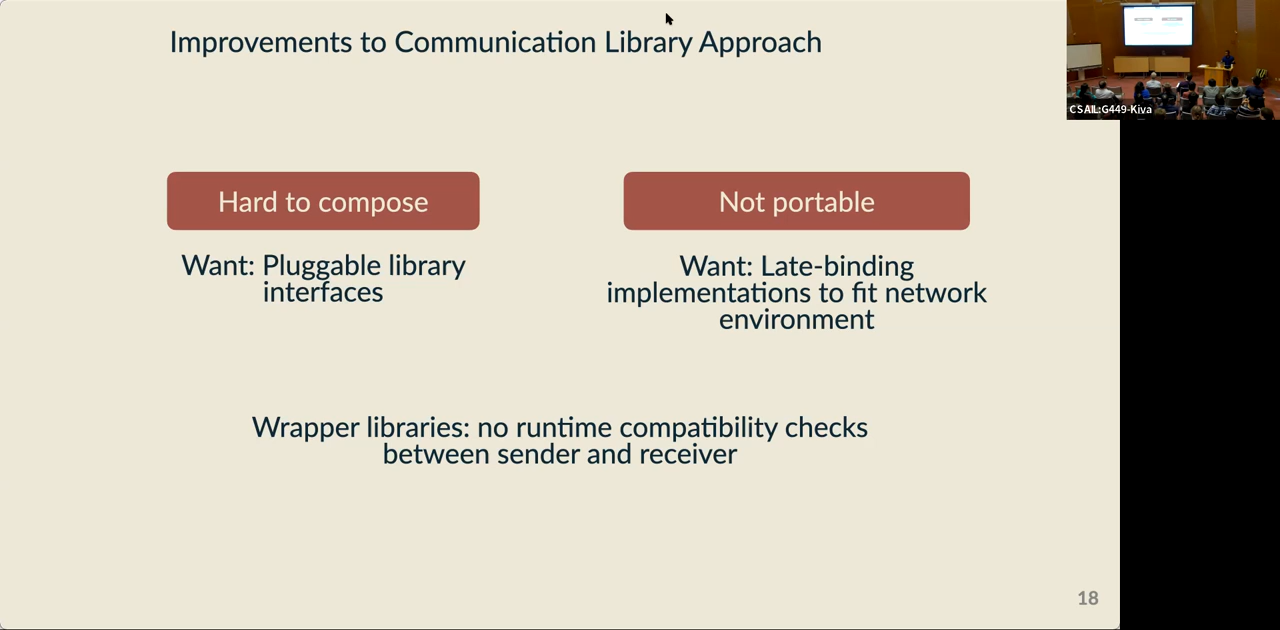 Improvements to Communication Library Approach
CSAIL:G449-Kiva
Hard to compose
Not portable
Want: Pluggable library
interfaces
Want: Late-binding
implementations to fit network
environment
Wrapper libraries: no runtime compatibility checks
between sender and receiver
18